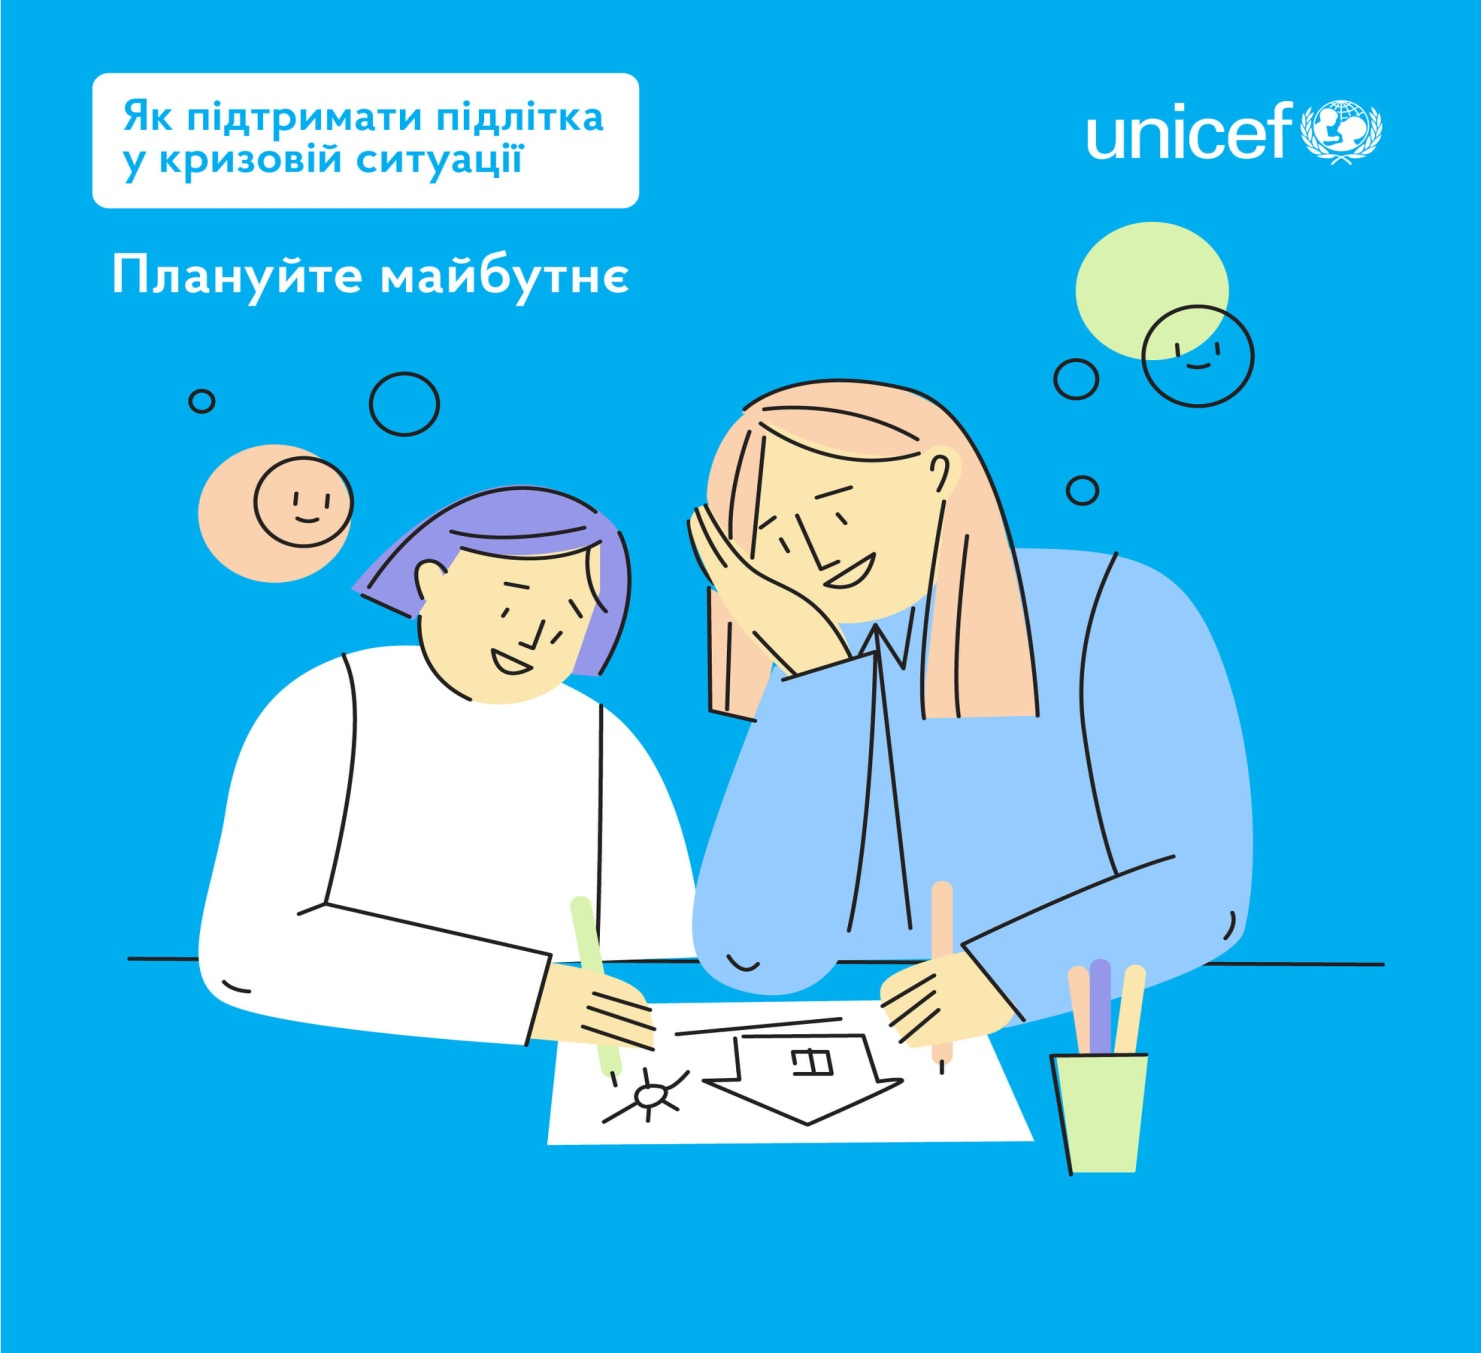 Як підтримати підлітка
у кризовій ситуації
unicef
Плануйте майбутнє